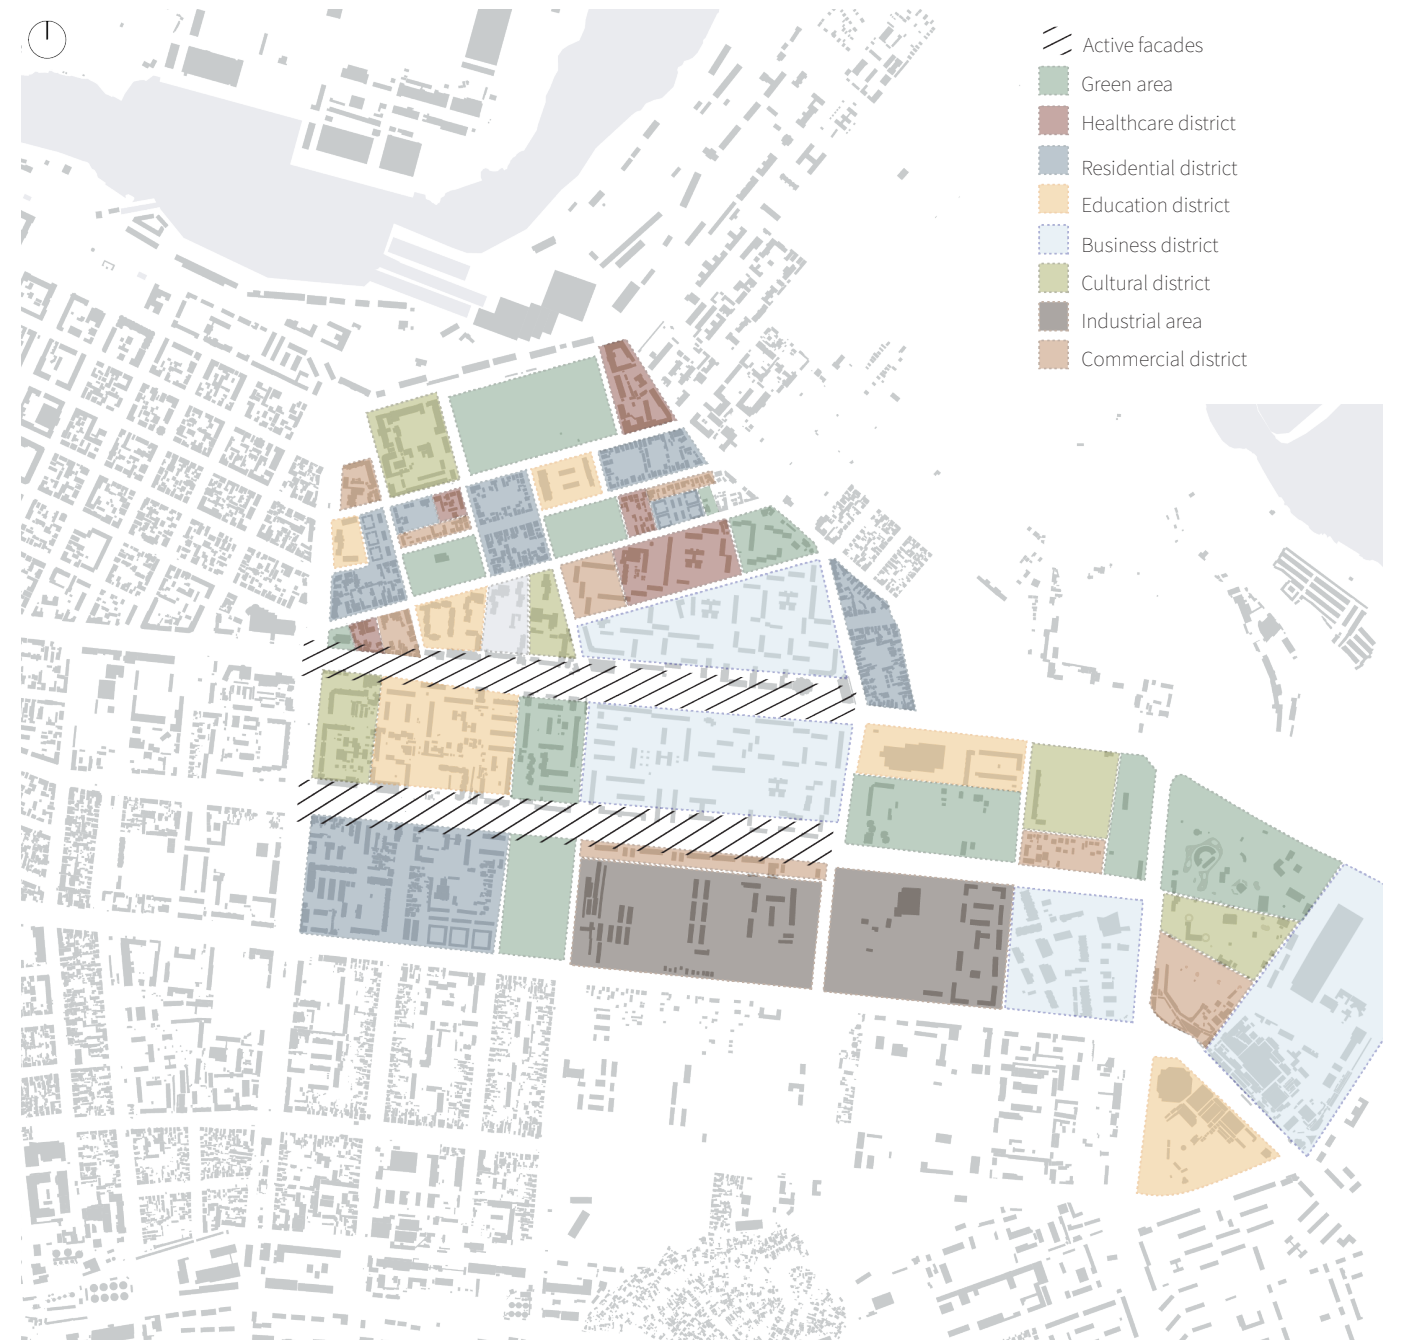 Active facades
Green area
Healthcare district
Residential district
Education district
Business district
Cultural district
Industrial area
Commercial district